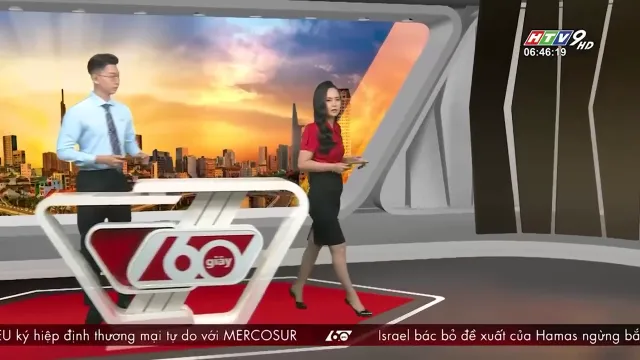 HTV9 HD
06:46:19
60 giây
EU ký hiệp định thương mại tự do với MERCOSUR 60 Israel bác bỏ đề xuất của Hamas ngừng bắ